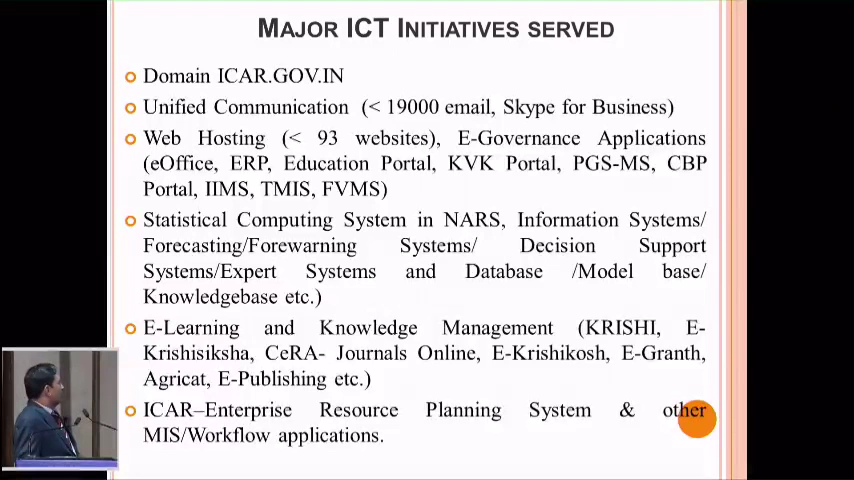 MAJOR ICT INITIATIVES SERVED
Domain ICAR.GOV.IN
Unified Communication (< 19000 email, Skype for Business)
Web Hosting (< 93 websites), E-Governance Applications
(eOffice, ERP, Education Portal, KVK Portal, PGS-MS, CBP
Portal, IIMS, TMIS, FVMS)
Statistical Computing System in NARS, Information Systems/
Forecasting/Forewarning Systems/ Decision Support
Systems/Expert Systems and Database /Model base/
Knowledgebase etc.)
E-Learning and Knowledge Management (KRISHI, E-
Krishisiksha, CeRA- Journals Online, E-Krishikosh, E-Granth,
Agricat, E-Publishing etc.)
ICAR–Enterprise Resource Planning System & other
MIS/Workflow applications.